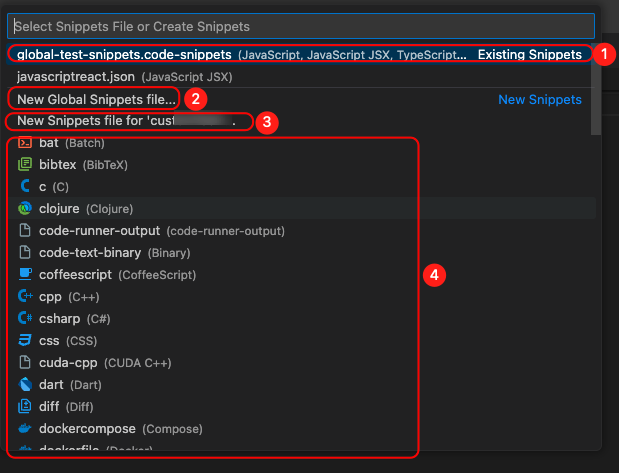 Select Snippets File or Create Snippets
global-test-snippets.code-snippets (JavaScript, JavaScript JSX, TypeScript... Existing Snippets 1
javascriptreact.json (JavaScript JSX)
New Global Snippets file... 2 New Snippets
New Snippets file for 'cust . 3
bat (Batch)
bibtex (BibTeX)
c (C)
clojure (Clojure)
code-runner-output (code-runner-output)
code-text-binary (Binary)
coffeescript (CoffeeScript) 4
cpp (C++)
csharp (C#)
css (CSS)
cuda-cpp (CUDA C++)
dart (Dart)
diff (Diff)
dockercompose (Compose)
dockerfile (Docker)